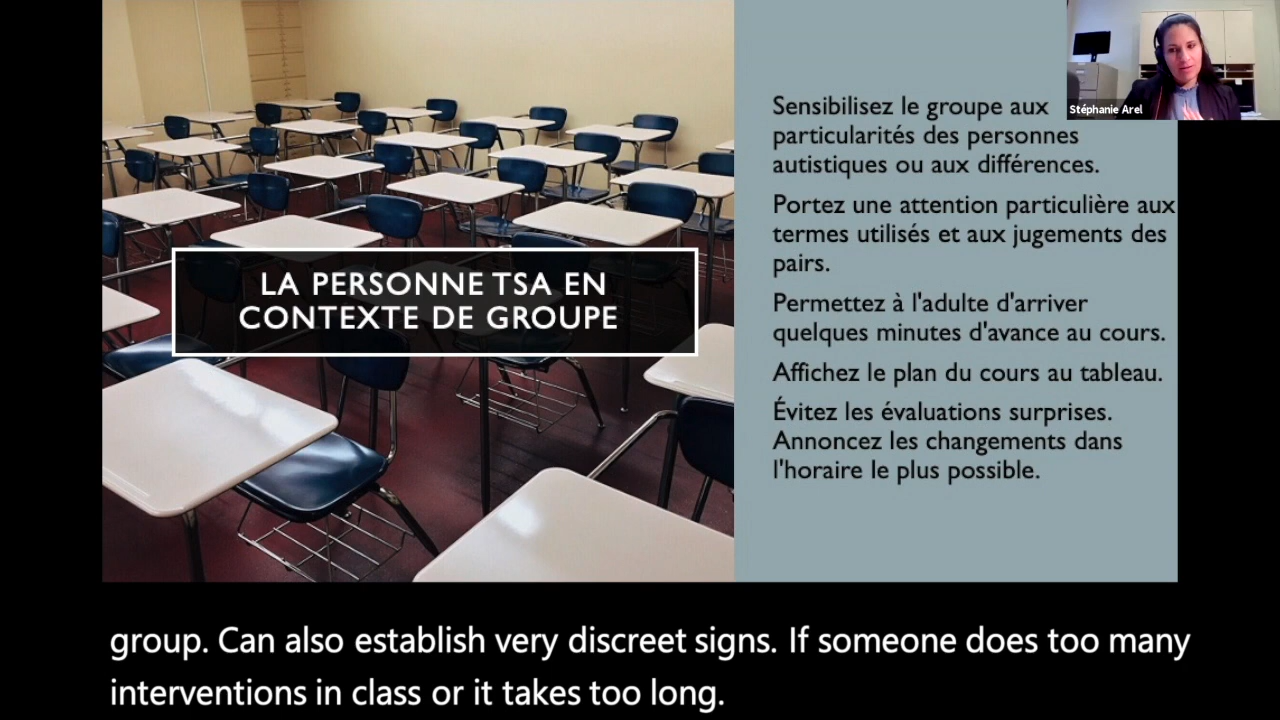 LA PERSONNE TSA EN
CONTEXTE DE GROUPE
Stéphanie Arel
Sensibilisez le groupe aux
particularités des personnes
autistiques ou aux différences.
Portez une attention particulière aux
termes utilisés et aux jugements des
pairs.
Permettez à l'adulte d'arriver
quelques minutes d'avance au cours.
Affichez le plan du cours au tableau.
Évitez les évaluations surprises.
Annoncez les changements dans
l'horaire le plus possible.
group. Can also establish very discreet signs. If someone does too many
interventions in class or it takes too long.